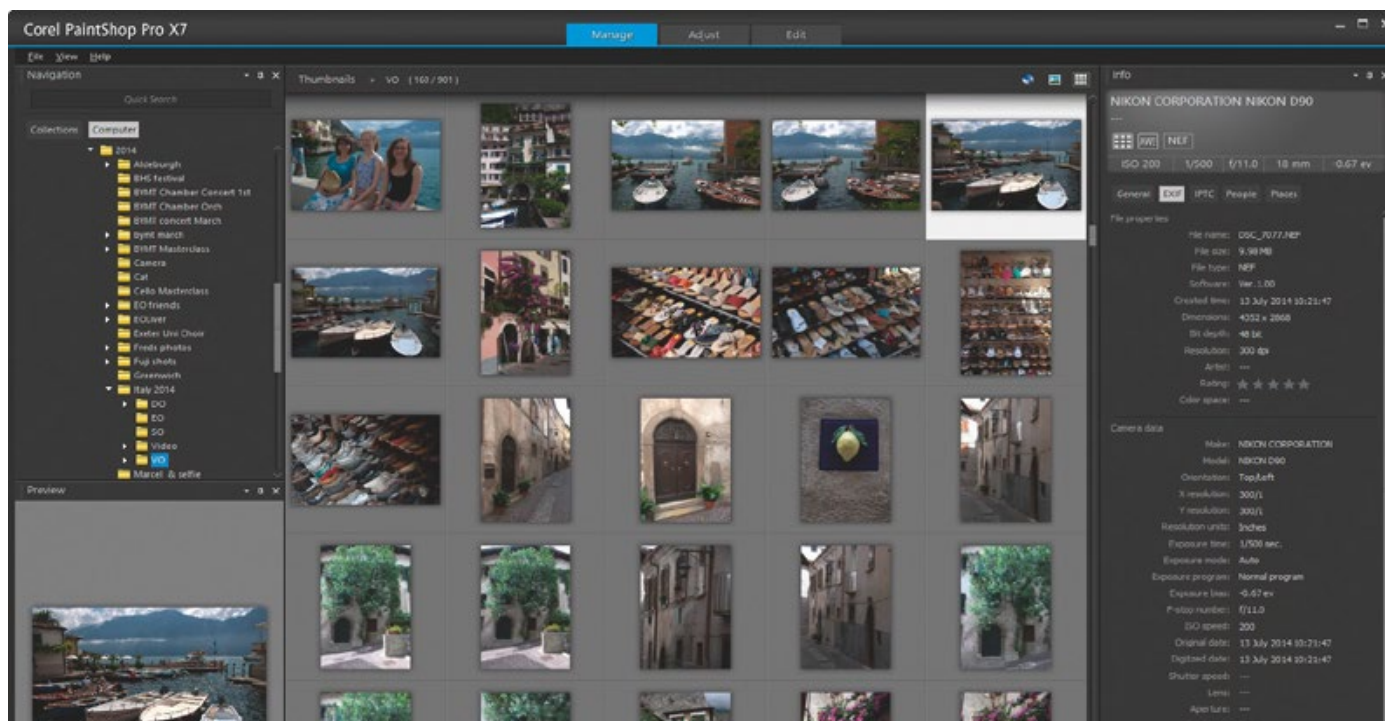 Corel PaintShop Pro X7
Manage Adjust Edit
File View Help
Navigation
Quick Search
Collections Computer
2014
Aldeburgh
BHS festival
BYMT Chamber Concert 1st
BYMT Chamber Orch
BYMT concert March
bymt march
BYMT Masterclass
Camera
Cat
Cello Masterclass
EO friends
EOLiver
Exeter Uni Choir
Freds photos
Fuji shots
Greenwich
Italy 2014
DO
EO
SO
Video
VO
Marcel & selfie
Preview
Thumbnails VO (160/901)
Info
NIKON CORPORATION NIKON D90
---
RAW NEF
ISO 200 1/500 f/11.0 18 mm -0.67 ev
General EXIF IPTC People Places
File properties
File name: DSC_7077.NEF
File size: 9.98 MB
File type: NEF
Software: Ver.1.00
Created time: 13 July 2014 10:21:47
Dimensions: 4352 x 2868
Bit depth: 48 bit
Resolution: 300 dpi
Artist: ---
Rating:
Color space: ---
Camera data
Make: NIKON CORPORATION
Model: NIKON D90
Orientation: Top/Left
X resolution: 300/1
Y resolution: 300/1
Resolution units: Inches
Exposure time: 1/500 sec.
Exposure mode: Auto
Exposure program: Normal program
Exposure bias: -0.67 ev
F-stop number: f/11.0
ISO speed: 200
Original date: 13 July 2014 10:21:47
Digitized date: 13 July 2014 10:21:47
Shutter speed: ---
Lens: ---
Aperture: ---